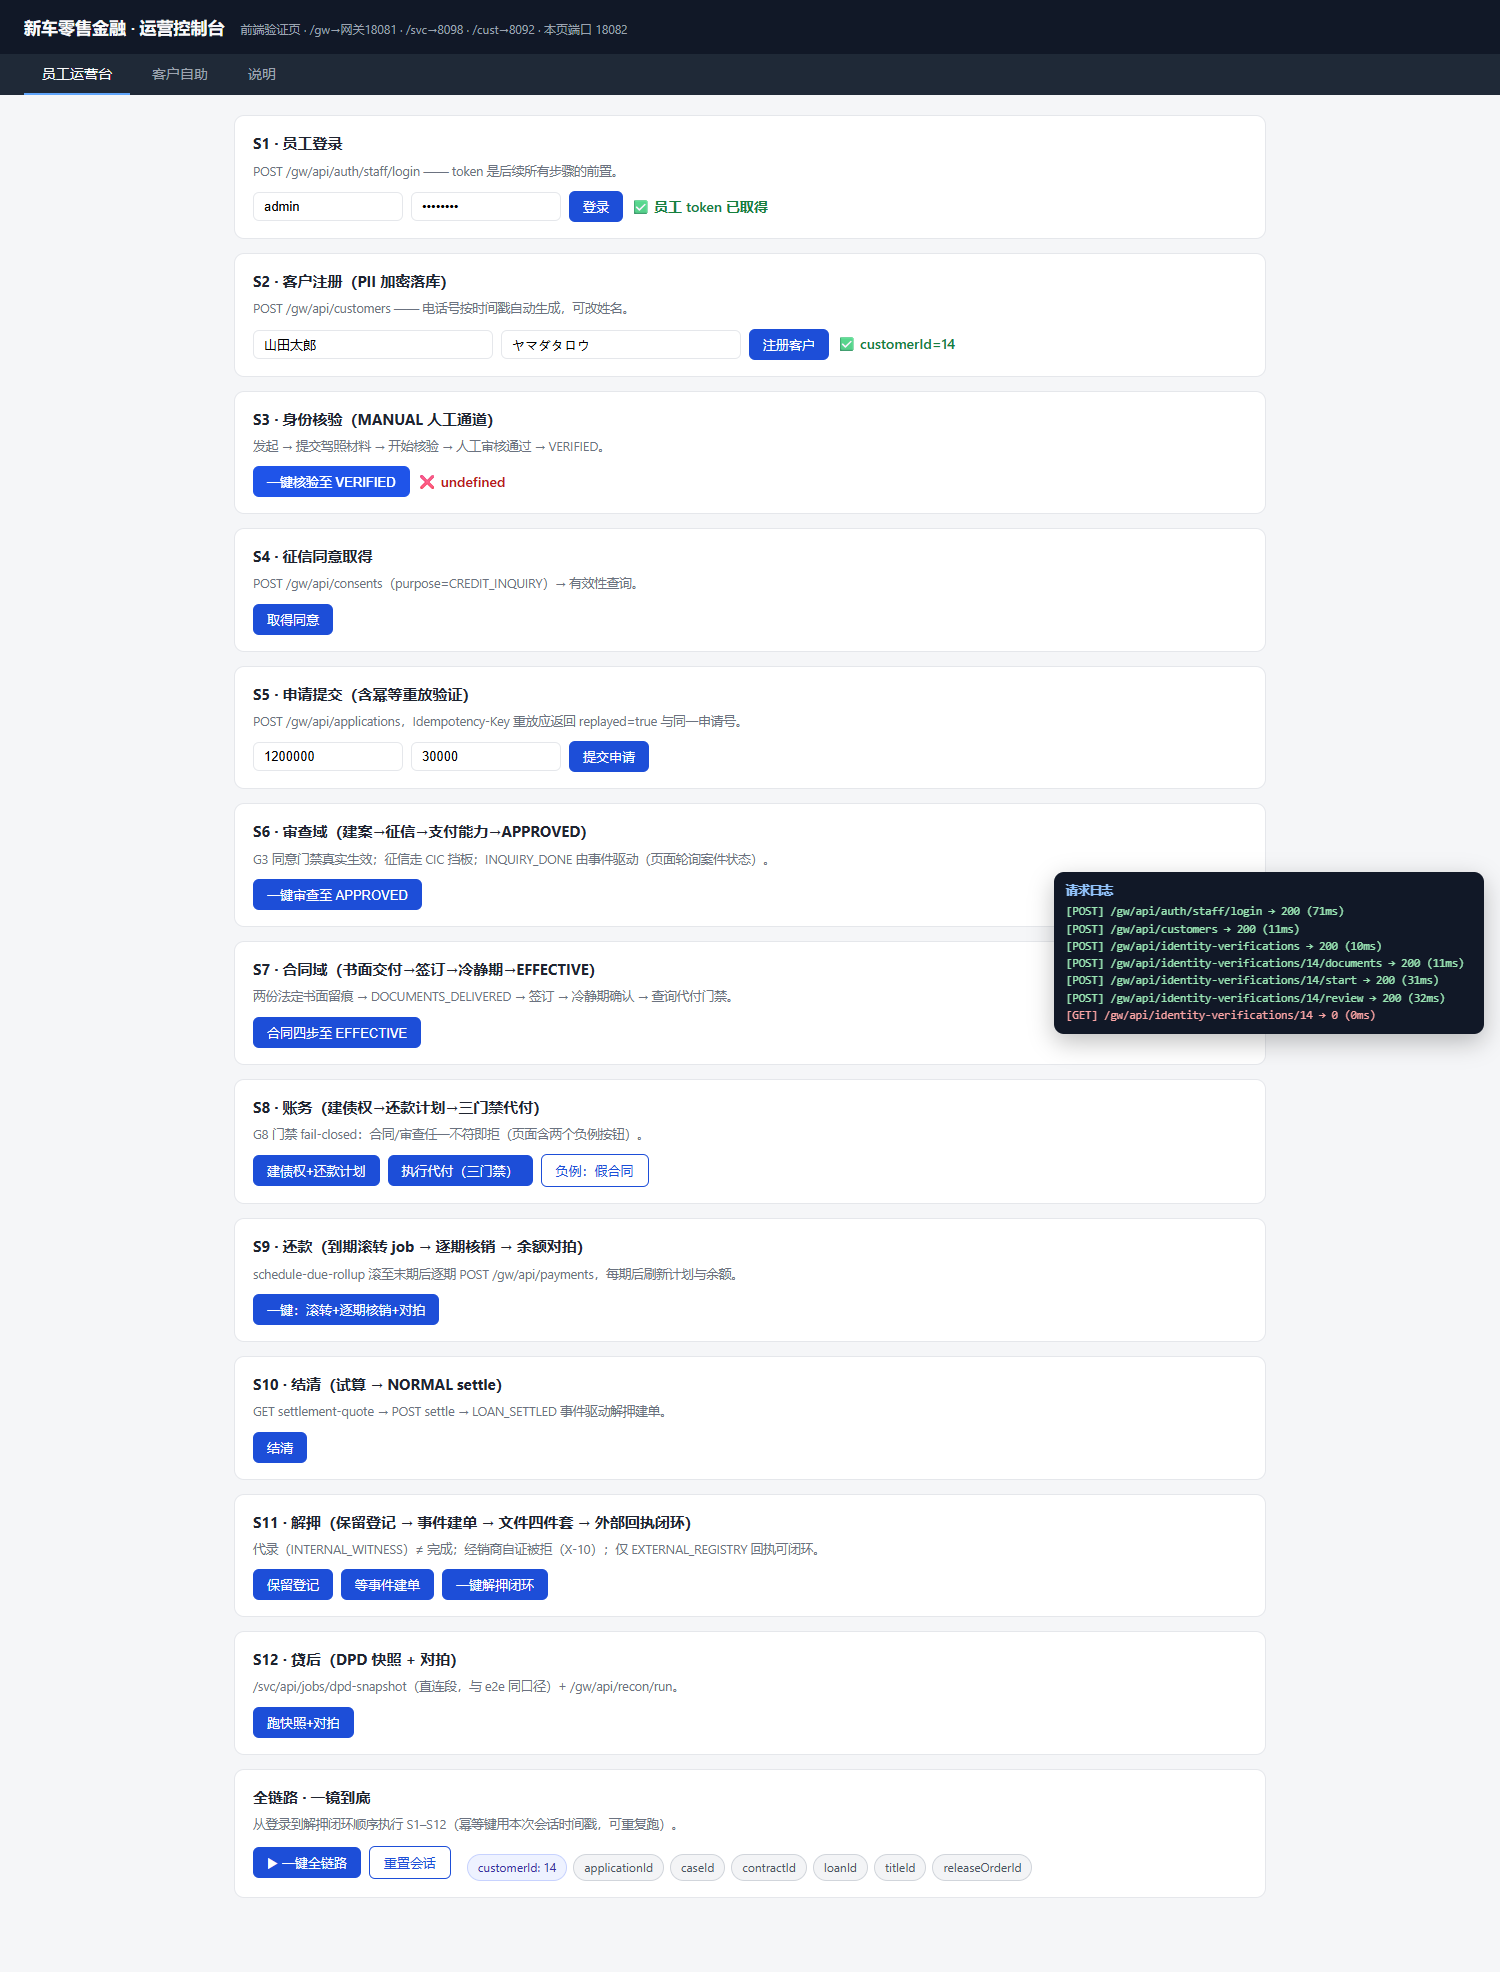 新车零售金融 · 运营控制台 前端验证页 · /gw→网关18081 · /svc→8098 · /cust→8092 · 本页端口 18082
员工运营台 客户自助 说明
S1 · 员工登录
POST /gw/api/auth/staff/login —— token 是后续所有步骤的前置。
admin •••••••• 登录 ✅ 员工 token 已取得
S2 · 客户注册（PII 加密落库）
POST /gw/api/customers —— 电话号按时间戳自动生成，可改姓名。
山田太郎 ヤマダタロウ 注册客户 ✅ customerId=14
S3 · 身份核验（MANUAL 人工通道）
发起 → 提交驾照材料 → 开始核验 → 人工审核通过 → VERIFIED。
一键核验至 VERIFIED ❌ undefined
S4 · 征信同意取得
POST /gw/api/consents（purpose=CREDIT_INQUIRY）→ 有效性查询。
取得同意
S5 · 申请提交（含幂等重放验证）
POST /gw/api/applications，Idempotency-Key 重放应返回 replayed=true 与同一申请号。
1200000 30000 提交申请
S6 · 审查域（建案→征信→支付能力→APPROVED）
G3 同意门禁真实生效；征信走 CIC 挡板；INQUIRY_DONE 由事件驱动（页面轮询案件状态）。
一键审查至 APPROVED
请求日志
[POST] /gw/api/auth/staff/login → 200 (71ms)
[POST] /gw/api/customers → 200 (11ms)
[POST] /gw/api/identity-verifications → 200 (10ms)
[POST] /gw/api/identity-verifications/14/documents → 200 (11ms)
[POST] /gw/api/identity-verifications/14/start → 200 (31ms)
[POST] /gw/api/identity-verifications/14/review → 200 (32ms)
[GET] /gw/api/identity-verifications/14 → 0 (0ms)
S7 · 合同域（书面交付→签订→冷静期→EFFECTIVE）
两份法定书面留痕 → DOCUMENTS_DELIVERED → 签订 → 冷静期确认 → 查询代付门禁。
合同四步至 EFFECTIVE
S8 · 账务（建债权→还款计划→三门禁代付）
G8 门禁 fail-closed：合同/审查任一不符即拒（页面含两个负例按钮）。
建债权+还款计划 执行代付（三门禁） 负例：假合同
S9 · 还款（到期滚转 job → 逐期核销 → 余额对拍）
schedule-due-rollup 滚至末期后逐期 POST /gw/api/payments，每期后刷新计划与余额。
一键：滚转+逐期核销+对拍
S10 · 结清（试算 → NORMAL settle）
GET settlement-quote → POST settle → LOAN_SETTLED 事件驱动解押建单。
结清
S11 · 解押（保留登记 → 事件建单 → 文件四件套 → 外部回执闭环）
代录（INTERNAL_WITNESS）≠ 完成；经销商自证被拒（X-10）；仅 EXTERNAL_REGISTRY 回执可闭环。
保留登记 等事件建单 一键解押闭环
S12 · 贷后（DPD 快照 + 对拍）
/svc/api/jobs/dpd-snapshot（直连段，与 e2e 同口径）+ /gw/api/recon/run。
跑快照+对拍
全链路 · 一镜到底
从登录到解押闭环顺序执行 S1–S12（幂等键用本次会话时间戳，可重复跑）。
▶ 一键全链路 重置会话 customerId: 14 applicationId caseId contractId loanId titleId releaseOrderId